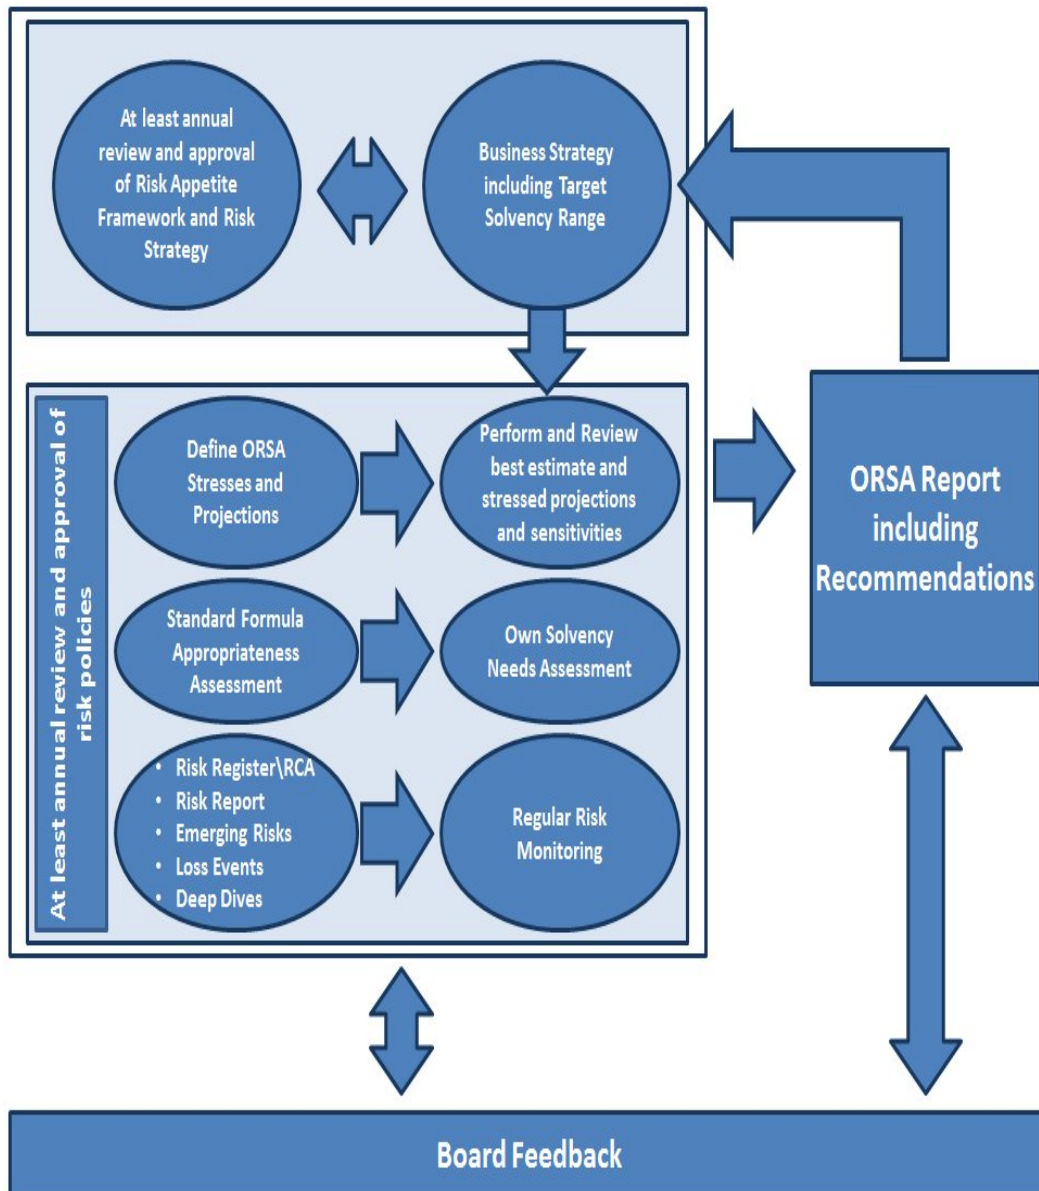 At least annual
review and approval
of Risk Appetite
Framework and Risk
Strategy
Business Strategy
including Target
Solvency Range
At least annual review and approval of
risk policies
Define ORSA
Stresses and
Projections
Perform and Review
best estimate and
stressed projections
and sensitivities
Standard Formula
Appropriateness
Assessment
Own Solvency
Needs Assessment
• Risk Register\RCA
• Risk Report
• Emerging Risks
• Loss Events
• Deep Dives
Regular Risk
Monitoring
ORSA Report
including
Recommendations
Board Feedback